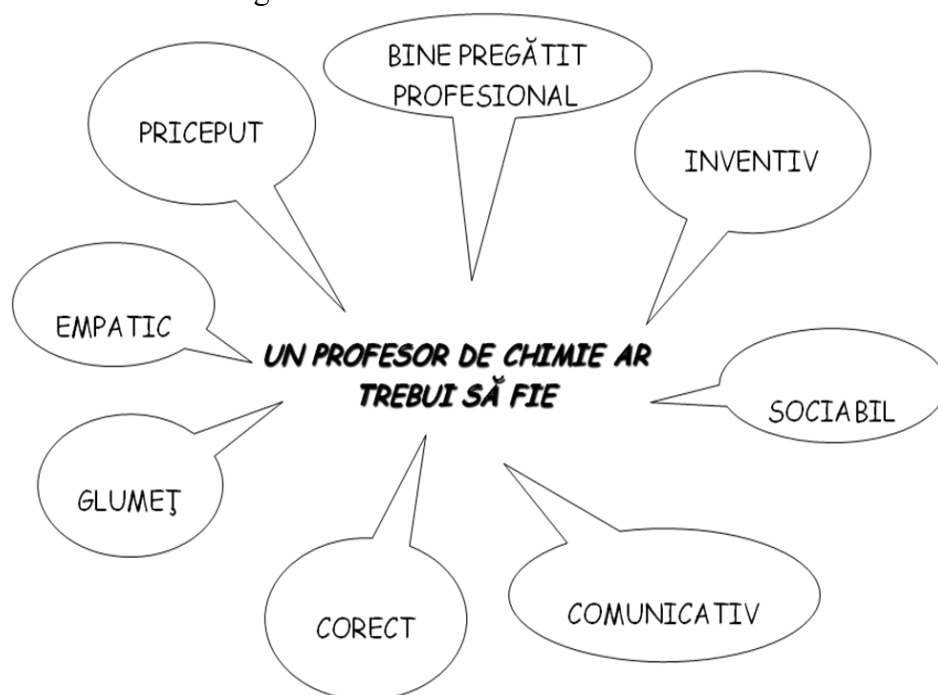 BINE PREGĂTIT
PROFESIONAL
PRICEPUT
INVENTIV
EMPATIC
UN PROFESOR DE CHIMIE AR
TREBUI SĂ FIE
SOCIABIL
GLUMEŢ
CORECT
COMUNICATIV